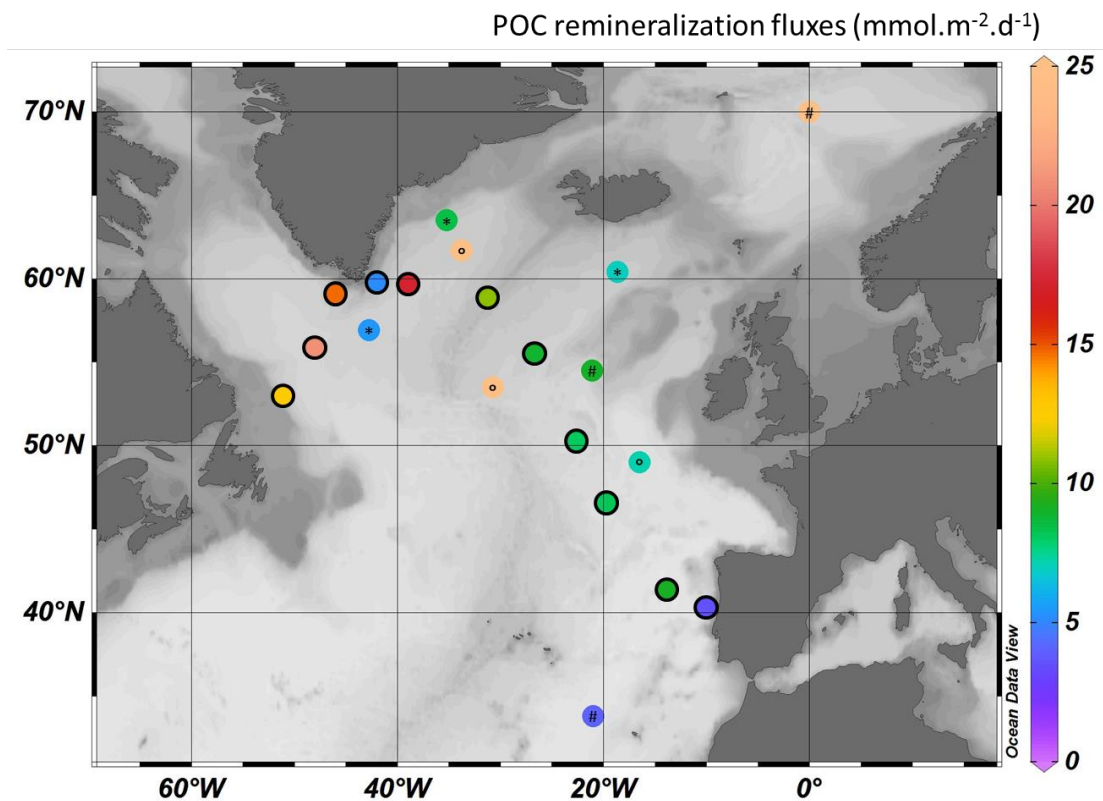 POC remineralization fluxes (mmol.m⁻².d⁻¹)
25
70°N
#
20
*
°
60°N
*
*
15
#
°
50°N
°
10
40°N
5
#
Ocean Data View
0
60°W 40°W 20°W 0°